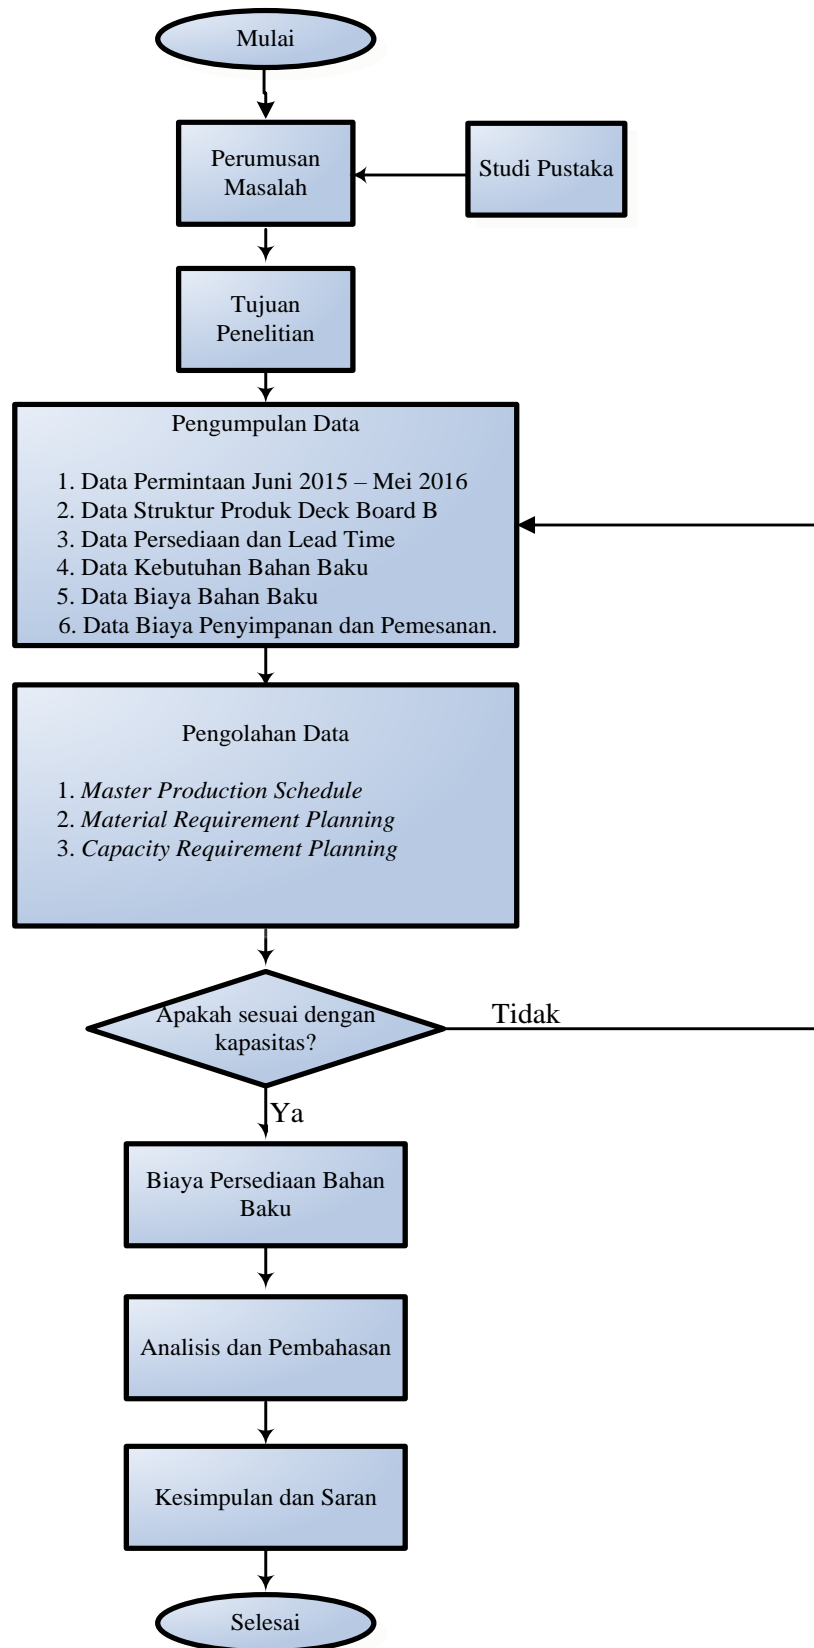 Mulai
Perumusan
Masalah
Studi Pustaka
Tujuan
Penelitian
Pengumpulan Data
1. Data Permintaan Juni 2015 – Mei 2016
2. Data Struktur Produk Deck Board B
3. Data Persediaan dan Lead Time
4. Data Kebutuhan Bahan Baku
5. Data Biaya Bahan Baku
6. Data Biaya Penyimpanan dan Pemesanan.
Pengolahan Data
1. Master Production Schedule
2. Material Requirement Planning
3. Capacity Requirement Planning
Apakah sesuai dengan
kapasitas?
Tidak
Ya
Biaya Persediaan Bahan
Baku
Analisis dan Pembahasan
Kesimpulan dan Saran
Selesai